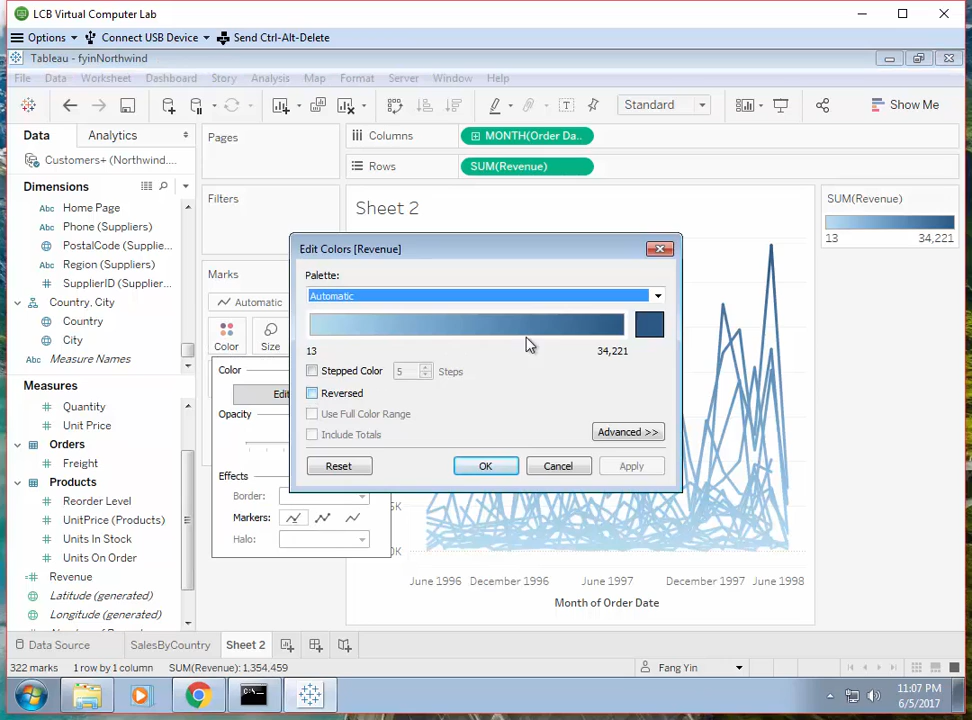 LCB Virtual Computer Lab
Options Connect USB Device Send Ctrl-Alt-Delete
Tableau - fyinNorthwind
File Data Worksheet Dashboard Story Analysis Map Format Server Window Help
Standard Show Me
Data Analytics
Customers+ (Northwind....
Dimensions
Abc Home Page
Abc Phone (Suppliers)
PostalCode (Supplie...
Abc Region (Suppliers)
# SupplierID (Supplier...
Country, City
Country
City
Abc Measure Names
Measures
# Quantity
# Unit Price
Orders
# Freight
Products
# Reorder Level
# UnitPrice (Products)
# Units In Stock
# Units On Order
=# Revenue
Latitude (generated)
Longitude (generated)
Pages
Filters
Marks
Automatic
Color Size
Color
Edit
Opacity
Effects
Border:
Markers:
Halo:
Columns MONTH(Order Da..
Rows SUM(Revenue)
Sheet 2
Edit Colors [Revenue]
Palette:
Automatic
13 34,221
Stepped Color 5 Steps
Reversed
Use Full Color Range
Include Totals
Advanced >>
Reset OK Cancel Apply
0K
June 1996 December 1996 June 1997 December 1997 June 1998
Month of Order Date
SUM(Revenue)
13 34,221
Data Source SalesByCountry Sheet 2
322 marks 1 row by 1 column SUM(Revenue): 1,354,459 Fang Yin
C:\.
11:07 PM
6/5/2017